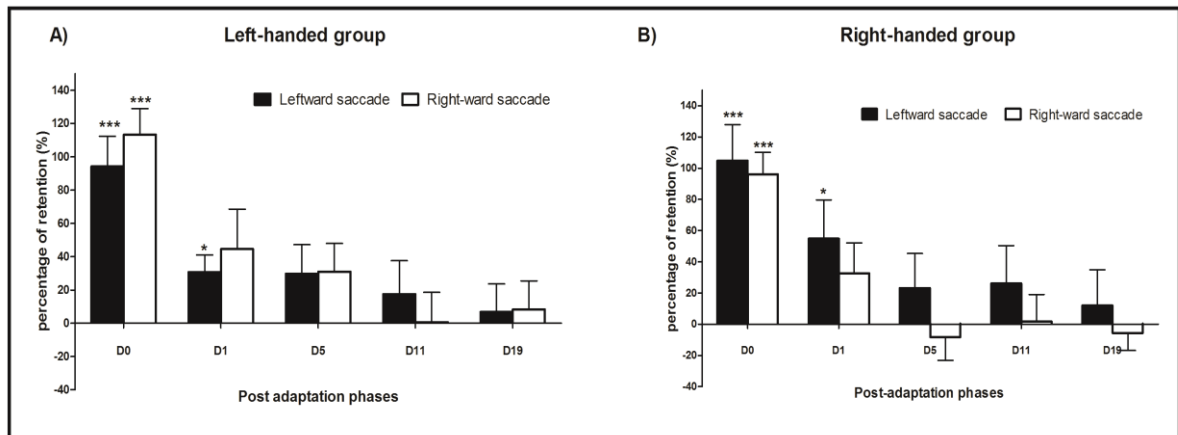 A)
Left-handed group
Leftward saccade
Right-ward saccade
percentage of retention (%)
140
120
100
80
60
40
20
0
-20
-40
***
***
*
D0
D1
D5
D11
D19
Post adaptation phases
B)
Right-handed group
Leftward saccade
Right-ward saccade
percentage of retention (%)
140
120
100
80
60
40
20
0
-20
-40
***
***
*
D0
D1
D5
D11
D19
Post-adaptation-phases